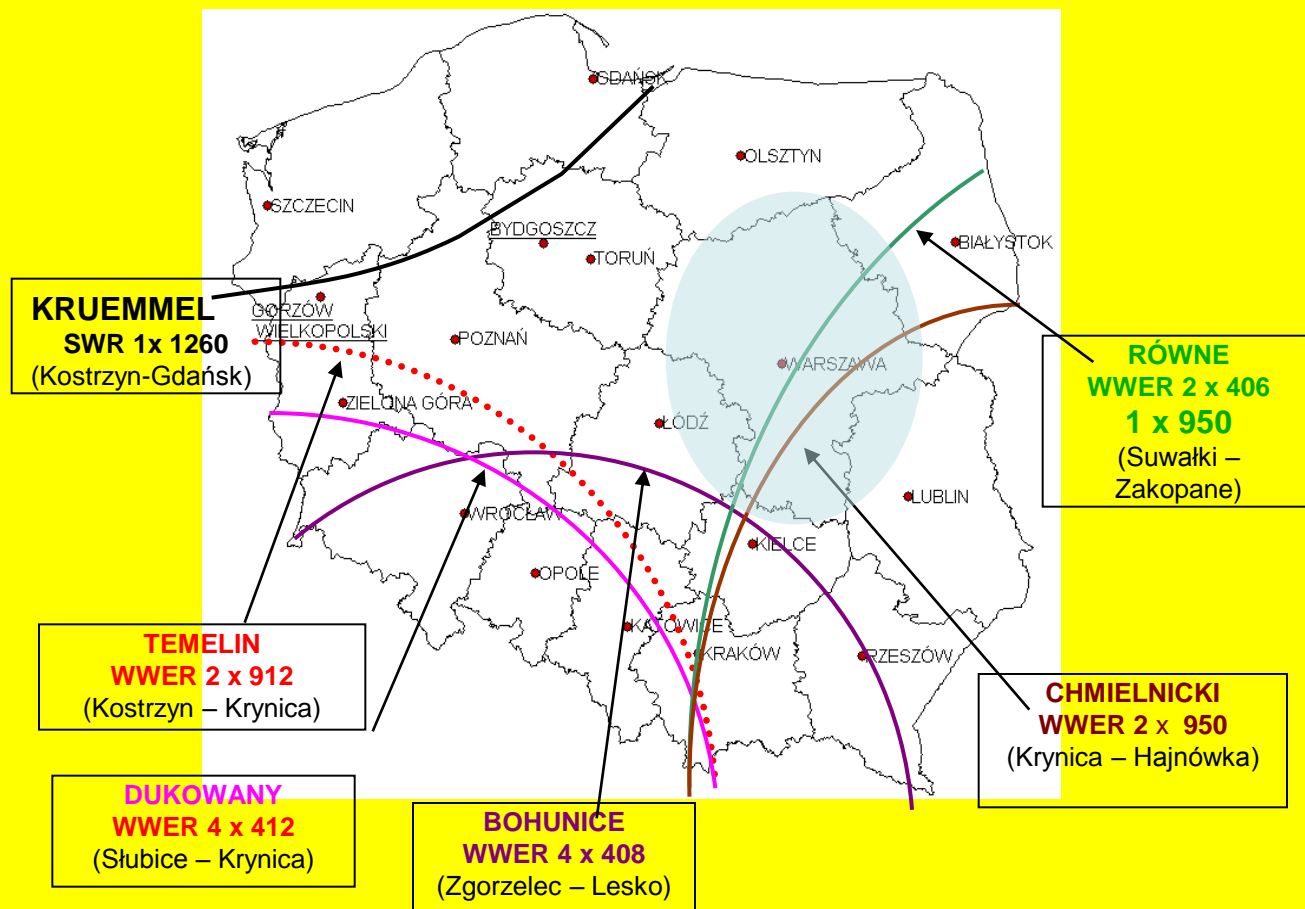 GDAŃSK
OLSZTYN
SZCZECIN
BYDGOSZCZ
BIAŁYSTOK
TORUŃ
KRUEMMEL
SWR 1x 1260
(Kostrzyn-Gdańsk)
GORZÓW
WIELKOPOLSKI
POZNAŃ
WARSZAWA
RÓWNE
WWER 2 x 406
1 x 950
(Suwałki –
Zakopane)
ZIELONA GÓRA
ŁÓDŹ
LUBLIN
WROCŁAW
KIELCE
OPOLE
KATOWICE
KRAKÓW
RZESZÓW
TEMELIN
WWER 2 x 912
(Kostrzyn – Krynica)
CHMIELNICKI
WWER 2 x 950
(Krynica – Hajnówka)
DUKOWANY
WWER 4 x 412
(Słubice – Krynica)
BOHUNICE
WWER 4 x 408
(Zgorzelec – Lesko)